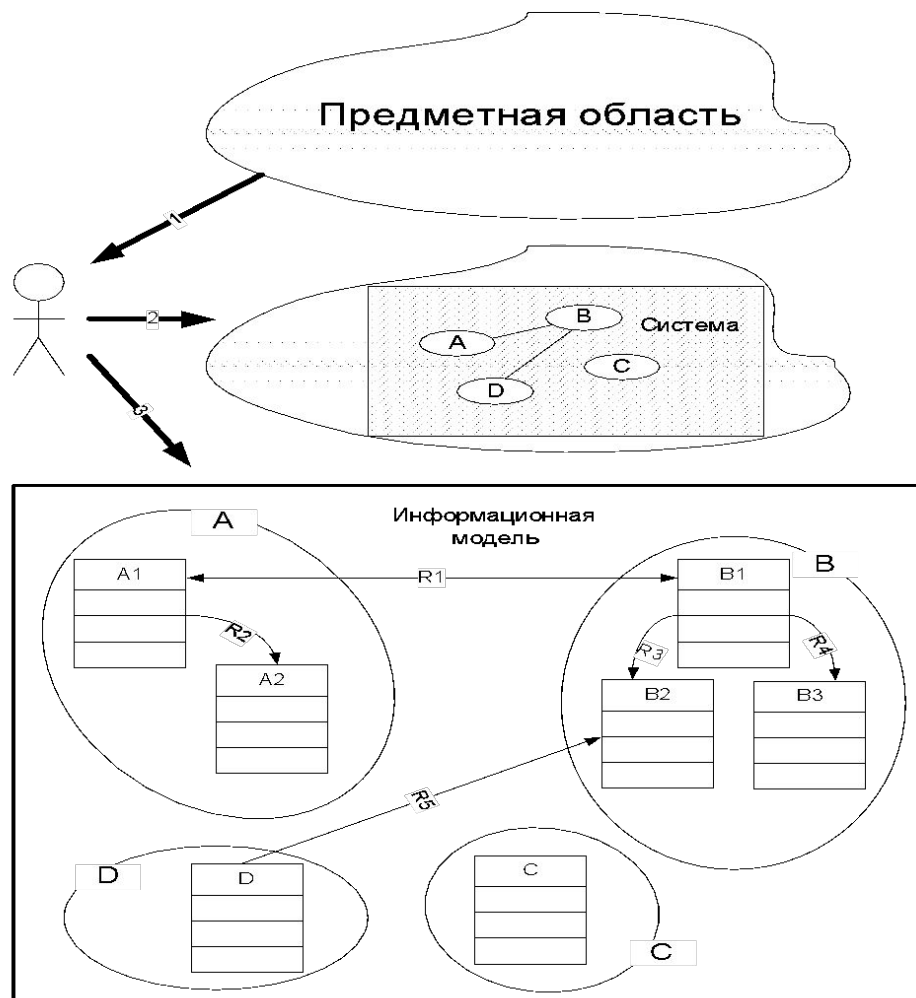 Предметная область
1
2
3
B
Система
A
C
D
A
Информационная
модель
B
A1
R1
B1
R2
R3
R4
A2
B2
B3
R5
D
D
C
C